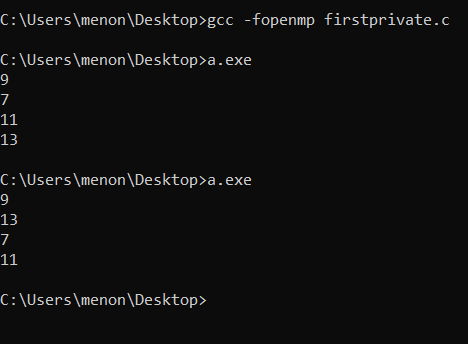 C:\Users\menon\Desktop>gcc -fopenmp firstprivate.c
C:\Users\menon\Desktop>a.exe
9
7
11
13
C:\Users\menon\Desktop>a.exe
9
13
7
11
C:\Users\menon\Desktop>